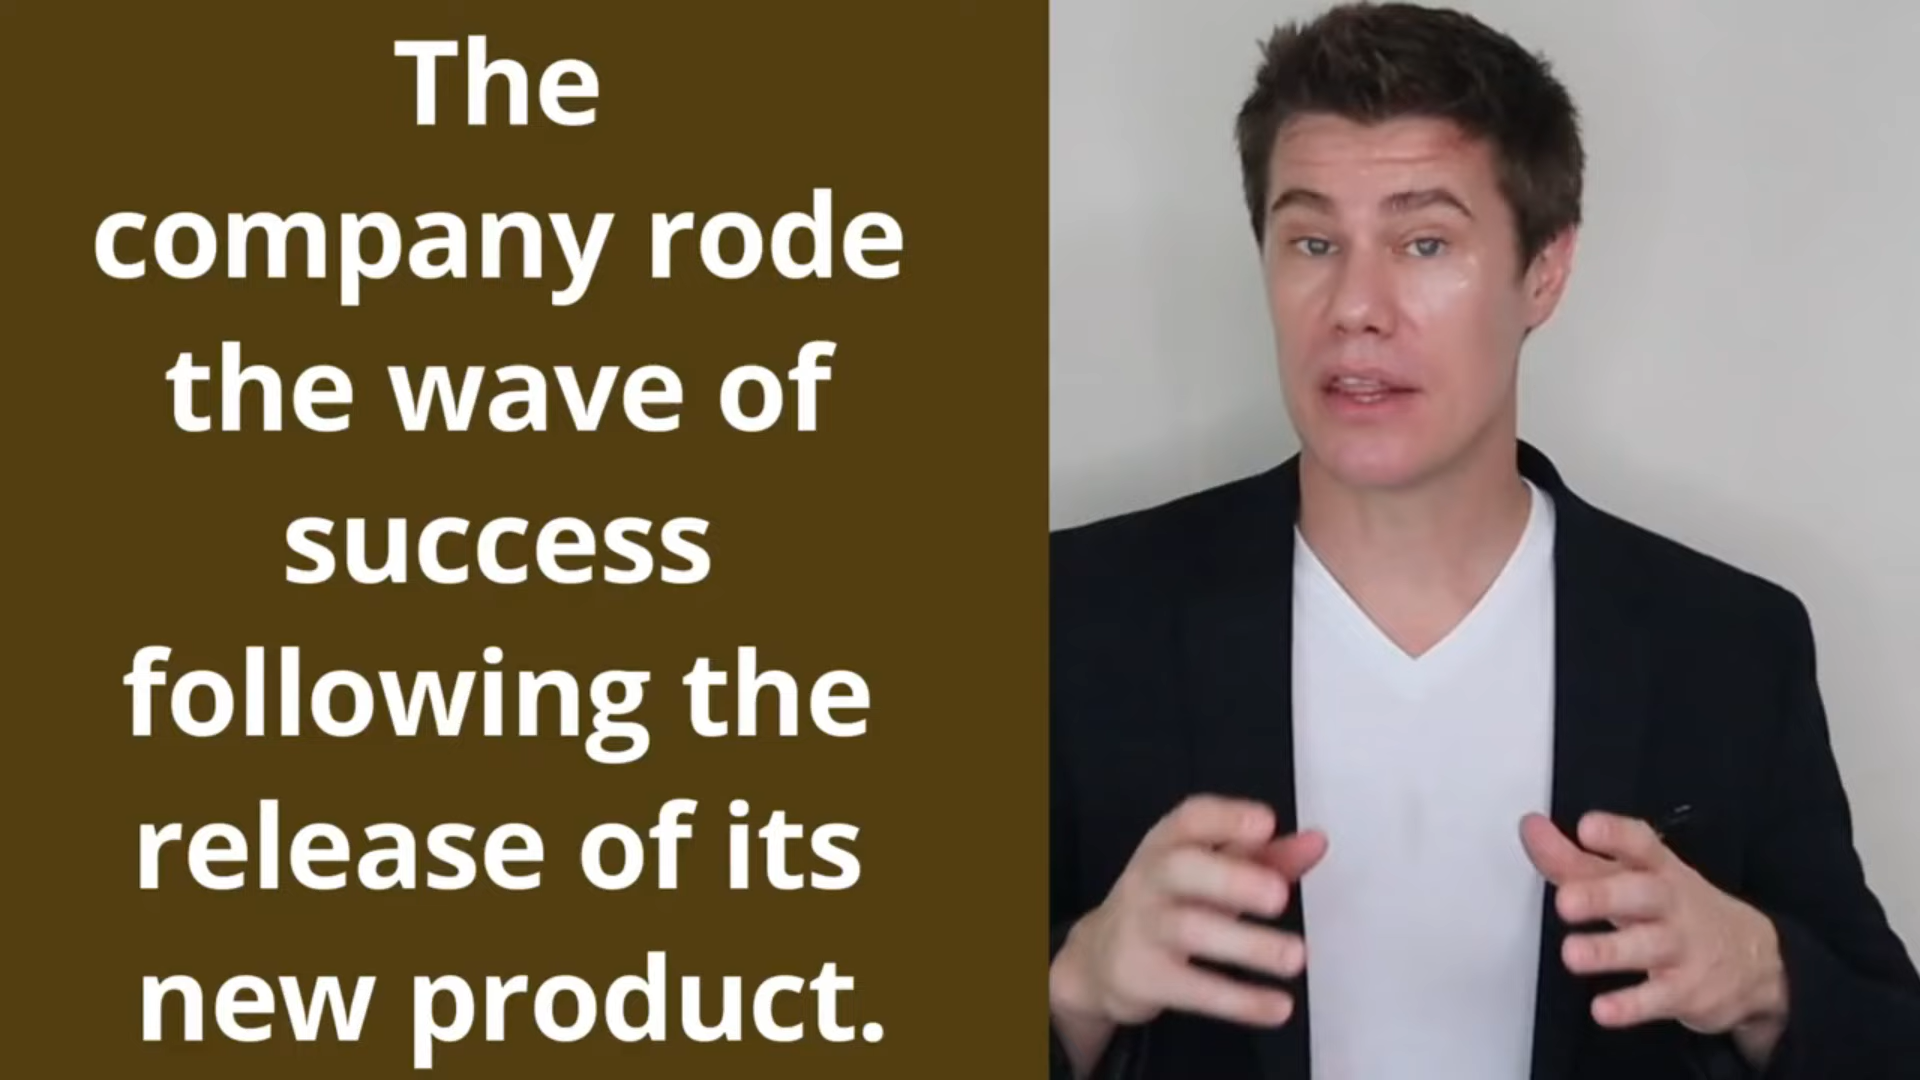 The
company rode
the wave of
success
following the
release of its
new product.